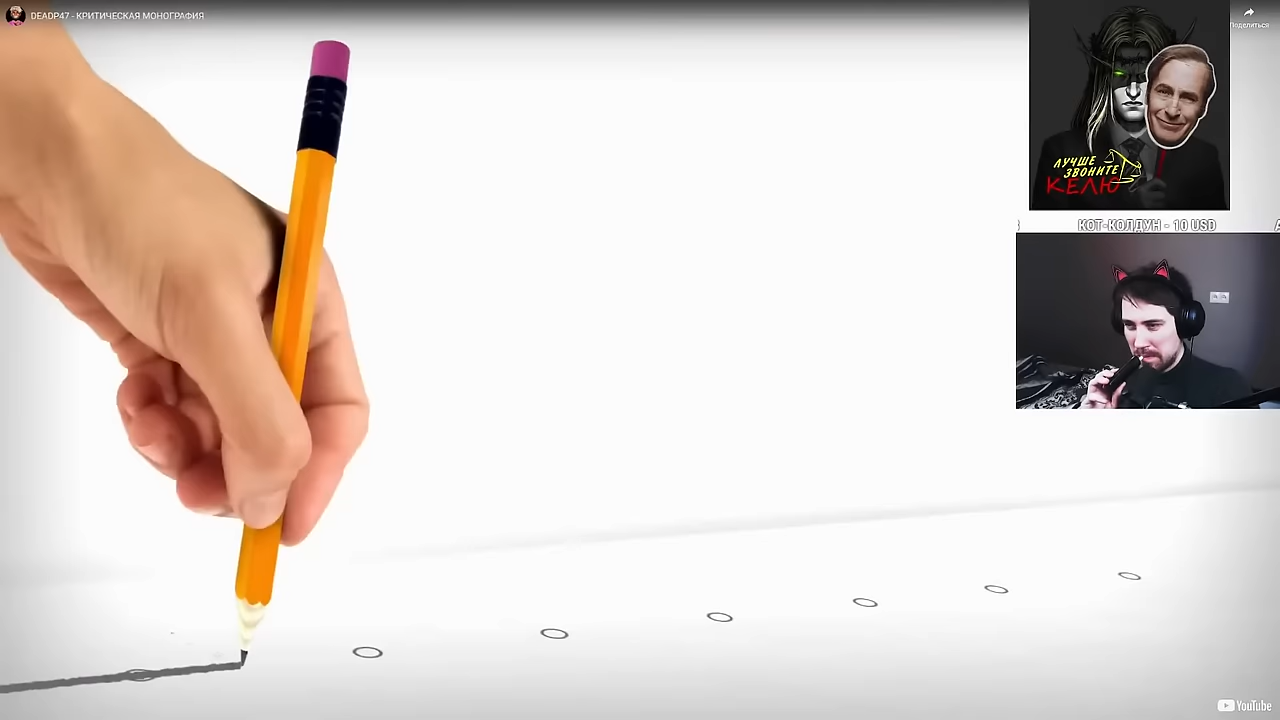 DEADP47 - КРИТИЧЕСКАЯ МОНОГРАФИЯ
Поделиться
ЛУЧШЕ
ЗВОНИТЕ
КЕЛЮ
КОТ-КОЛДУН - 10 USD
YouTube